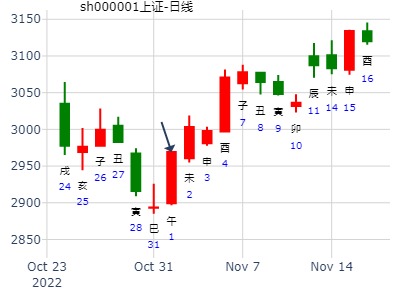 sh000001上证-日线
3150
3100
3050
3000
2950
2900
2850
戌
24
亥
25
子
26
丑
27
寅
28
巳
31
午
1
未
2
申
3
酉
4
子
7
丑
8
寅
9
卯
10
辰
11
未
14
申
15
酉
16
Oct 23
2022
Oct 31
Nov 7
Nov 14